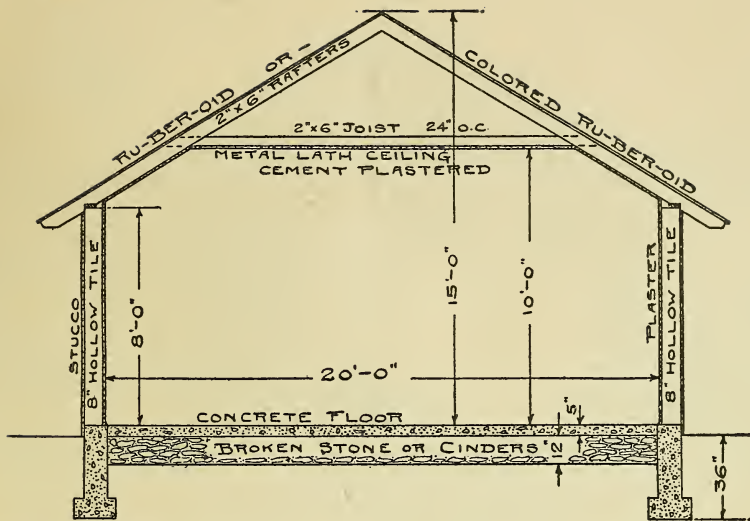 RU-BER-OID OR -
COLORED RU-BER-OID
2"x6" RAFTERS
2"x6" JOIST 24" O.C.
METAL LATH CEILING
CEMENT PLASTERED
STUCCO
8" HOLLOW TILE
8'-0"
15'-0"
10'-0"
PLASTER
8" HOLLOW TILE
20'-0"
CONCRETE FLOOR
5"
BROKEN STONE OR CINDERS
12"
36"